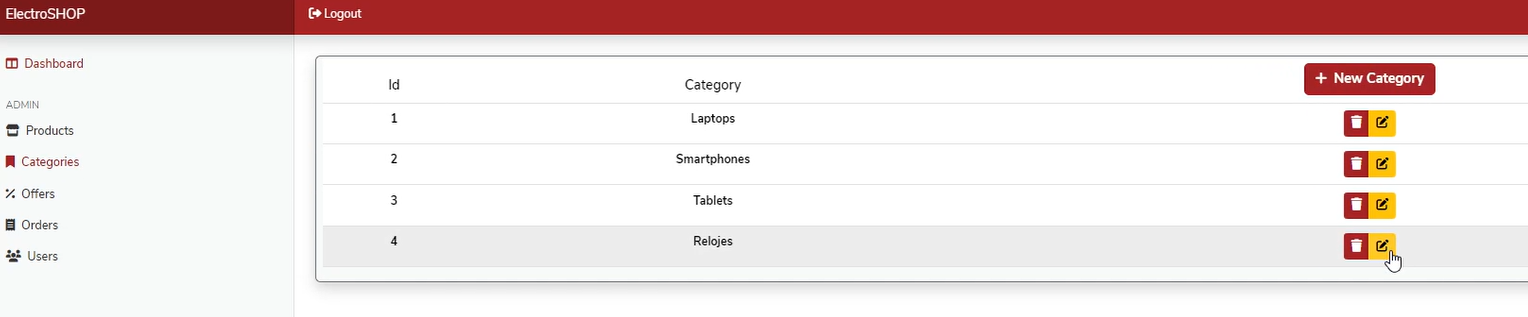 ElectroSHOP
Logout
Dashboard
ADMIN
Products
Categories
Offers
Orders
Users
Id Category + New Category
1 Laptops
2 Smartphones
3 Tablets
4 Relojes